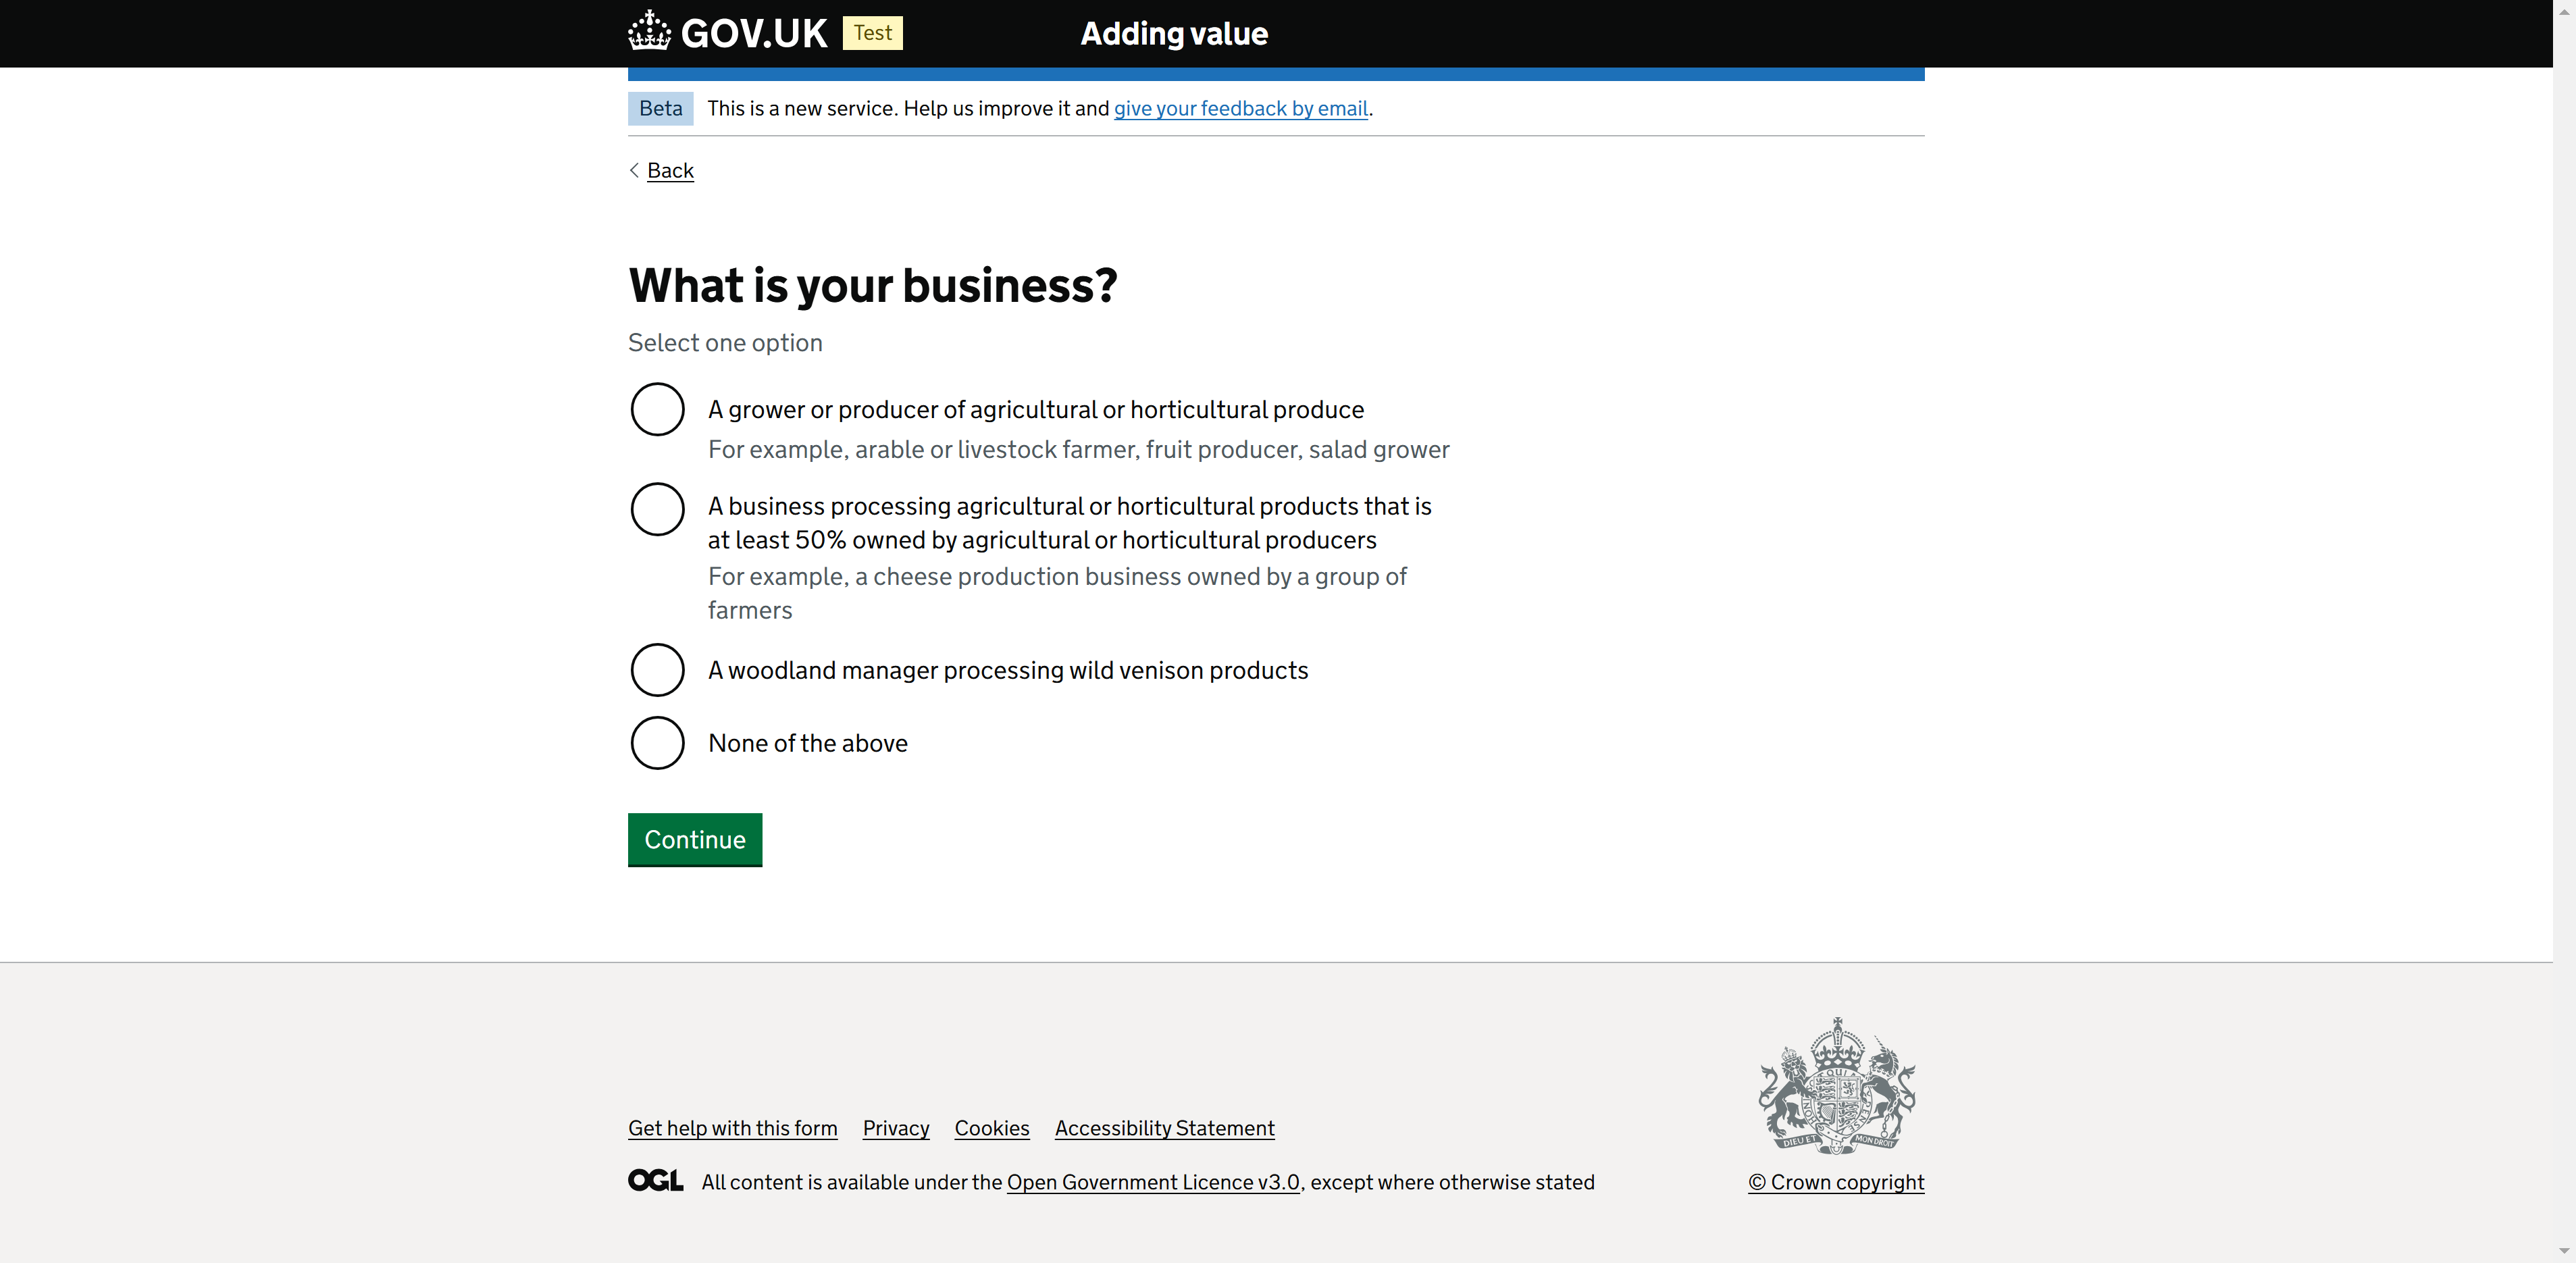 GOV.UK Test Adding value
Beta This is a new service. Help us improve it and give your feedback by email.
Back
What is your business?
Select one option
A grower or producer of agricultural or horticultural produce
For example, arable or livestock farmer, fruit producer, salad grower
A business processing agricultural or horticultural products that is
at least 50% owned by agricultural or horticultural producers
For example, a cheese production business owned by a group of
farmers
A woodland manager processing wild venison products
None of the above
Continue
Get help with this form Privacy Cookies Accessibility Statement
DIEU ET MON DROIT
OGL All content is available under the Open Government Licence v3.0, except where otherwise stated
© Crown copyright